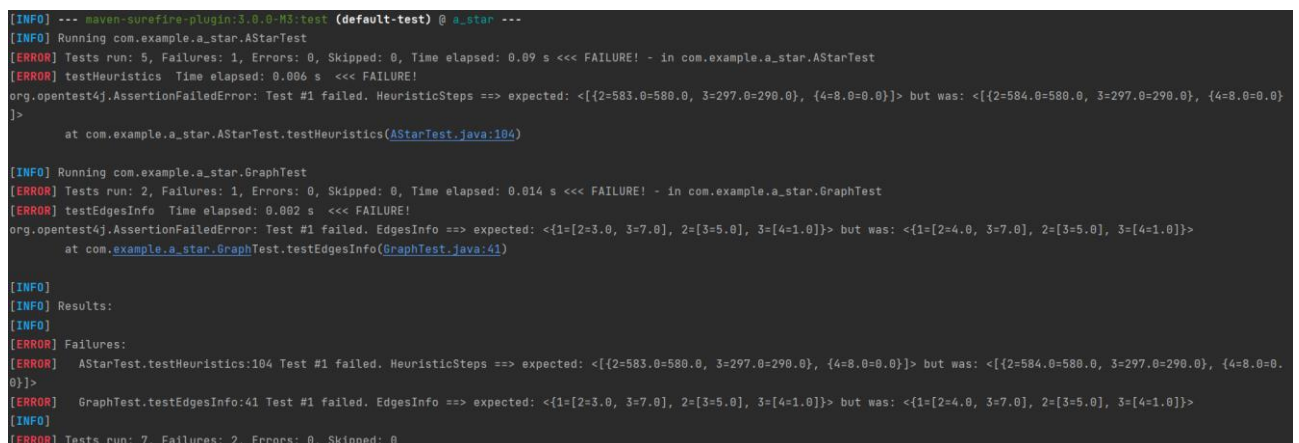 [INFO] --- maven-surefire-plugin:3.0.0-M3:test (default-test) @ a_star ---
[INFO] Running com.example.a_star.AStarTest
[ERROR] Tests run: 5, Failures: 1, Errors: 0, Skipped: 0, Time elapsed: 0.09 s <<< FAILURE! - in com.example.a_star.AStarTest
[ERROR] testHeuristics  Time elapsed: 0.006 s  <<< FAILURE!
org.opentest4j.AssertionFailedError: Test #1 failed. HeuristicSteps ==> expected: <[{2=583.0=580.0, 3=297.0=290.0}, {4=8.0=0.0}]> but was: <[{2=584.0=580.0, 3=297.0=290.0}, {4=8.0=0.0}
]>
at com.example.a_star.AStarTest.testHeuristics(AStarTest.java:104)
[INFO] Running com.example.a_star.GraphTest
[ERROR] Tests run: 2, Failures: 1, Errors: 0, Skipped: 0, Time elapsed: 0.014 s <<< FAILURE! - in com.example.a_star.GraphTest
[ERROR] testEdgesInfo  Time elapsed: 0.002 s  <<< FAILURE!
org.opentest4j.AssertionFailedError: Test #1 failed. EdgesInfo ==> expected: <{1=[2=3.0, 3=7.0], 2=[3=5.0], 3=[4=1.0]}> but was: <{1=[2=4.0, 3=7.0], 2=[3=5.0], 3=[4=1.0]}>
at com.example.a_star.GraphTest.testEdgesInfo(GraphTest.java:41)
[INFO]
[INFO] Results:
[INFO]
[ERROR] Failures:
[ERROR]   AStarTest.testHeuristics:104 Test #1 failed. HeuristicSteps ==> expected: <[{2=583.0=580.0, 3=297.0=290.0}, {4=8.0=0.0}]> but was: <[{2=584.0=580.0, 3=297.0=290.0}, {4=8.0=0.
0}]>
[ERROR]   GraphTest.testEdgesInfo:41 Test #1 failed. EdgesInfo ==> expected: <{1=[2=3.0, 3=7.0], 2=[3=5.0], 3=[4=1.0]}> but was: <{1=[2=4.0, 3=7.0], 2=[3=5.0], 3=[4=1.0]}>
[INFO]
[ERROR] Tests run: 7, Failures: 2, Errors: 0, Skipped: 0